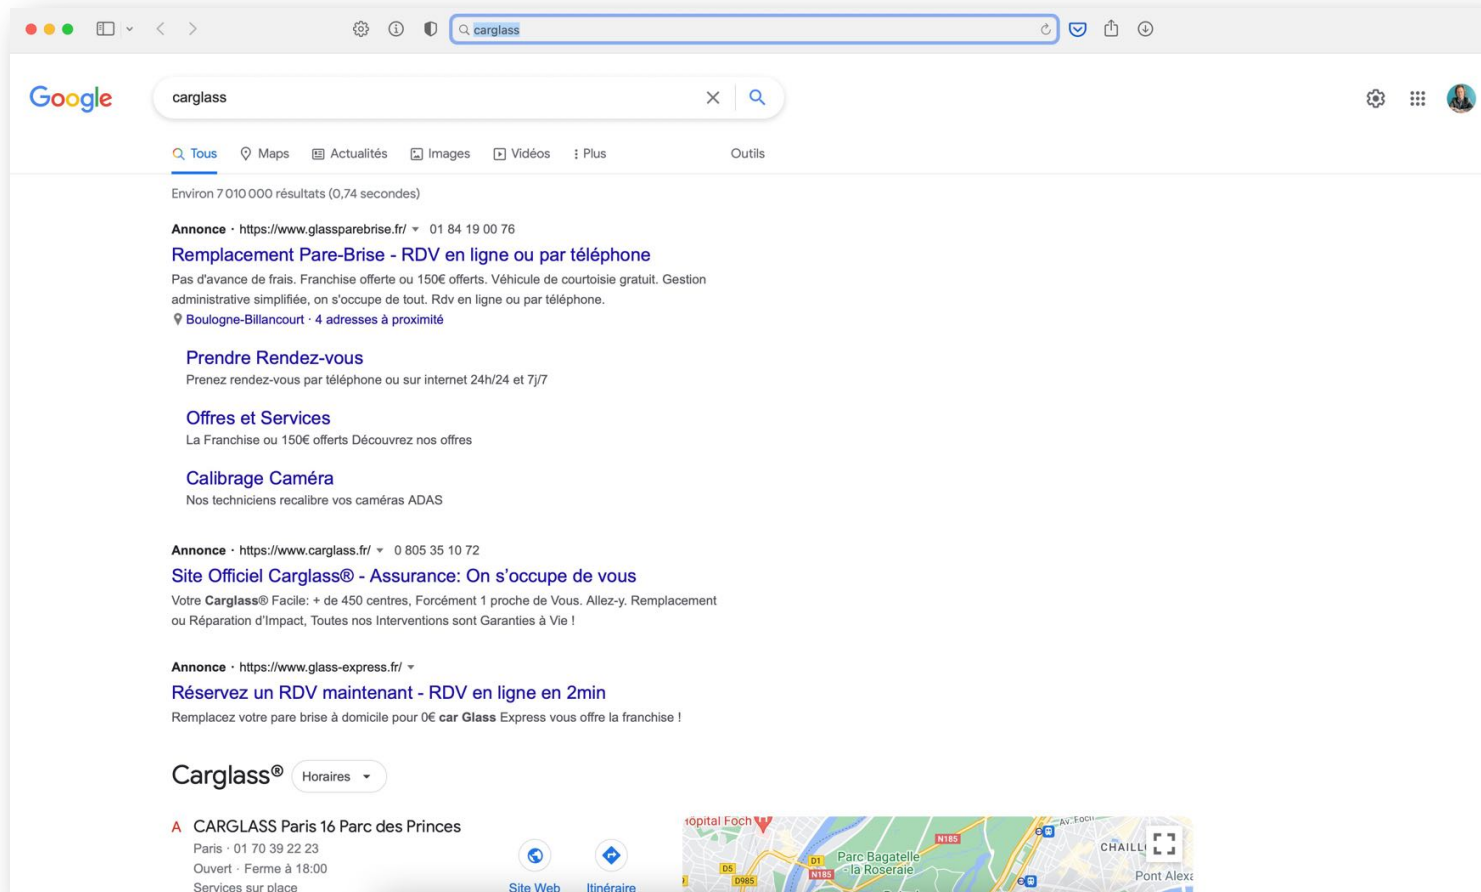 carglass
Google
carglass
Tous Maps Actualités Images Vidéos Plus Outils
Environ 7 010 000 résultats (0,74 secondes)
Annonce · https://www.glassparebrise.fr/ 01 84 19 00 76
Remplacement Pare-Brise - RDV en ligne ou par téléphone
Pas d'avance de frais. Franchise offerte ou 150€ offerts. Véhicule de courtoisie gratuit. Gestion
administrative simplifiée, on s'occupe de tout. Rdv en ligne ou par téléphone.
Boulogne-Billancourt · 4 adresses à proximité
Prendre Rendez-vous
Prenez rendez-vous par téléphone ou sur internet 24h/24 et 7j/7
Offres et Services
La Franchise ou 150€ offerts Découvrez nos offres
Calibrage Caméra
Nos techniciens recalibre vos caméras ADAS
Annonce · https://www.carglass.fr/ 0 805 35 10 72
Site Officiel Carglass® - Assurance: On s’occupe de vous
Votre Carglass® Facile: + de 450 centres, Forcément 1 proche de Vous. Allez-y. Remplacement
ou Réparation d’Impact, Toutes nos Interventions sont Garanties à Vie !
Annonce · https://www.glass-express.fr/
Réservez un RDV maintenant - RDV en ligne en 2min
Remplacez votre pare brise à domicile pour 0€ car Glass Express vous offre la franchise !
Carglass® Horaires
A CARGLASS Paris 16 Parc des Princes
Paris · 01 70 39 22 23
Ouvert · Ferme à 18:00
Services sur place
Site Web Itinéraire
Hôpital Foch
N185
D1
Parc Bagatelle
la Roseraie
D5
N185
D985
Av. Foch
CHAILL
Pont Alexa